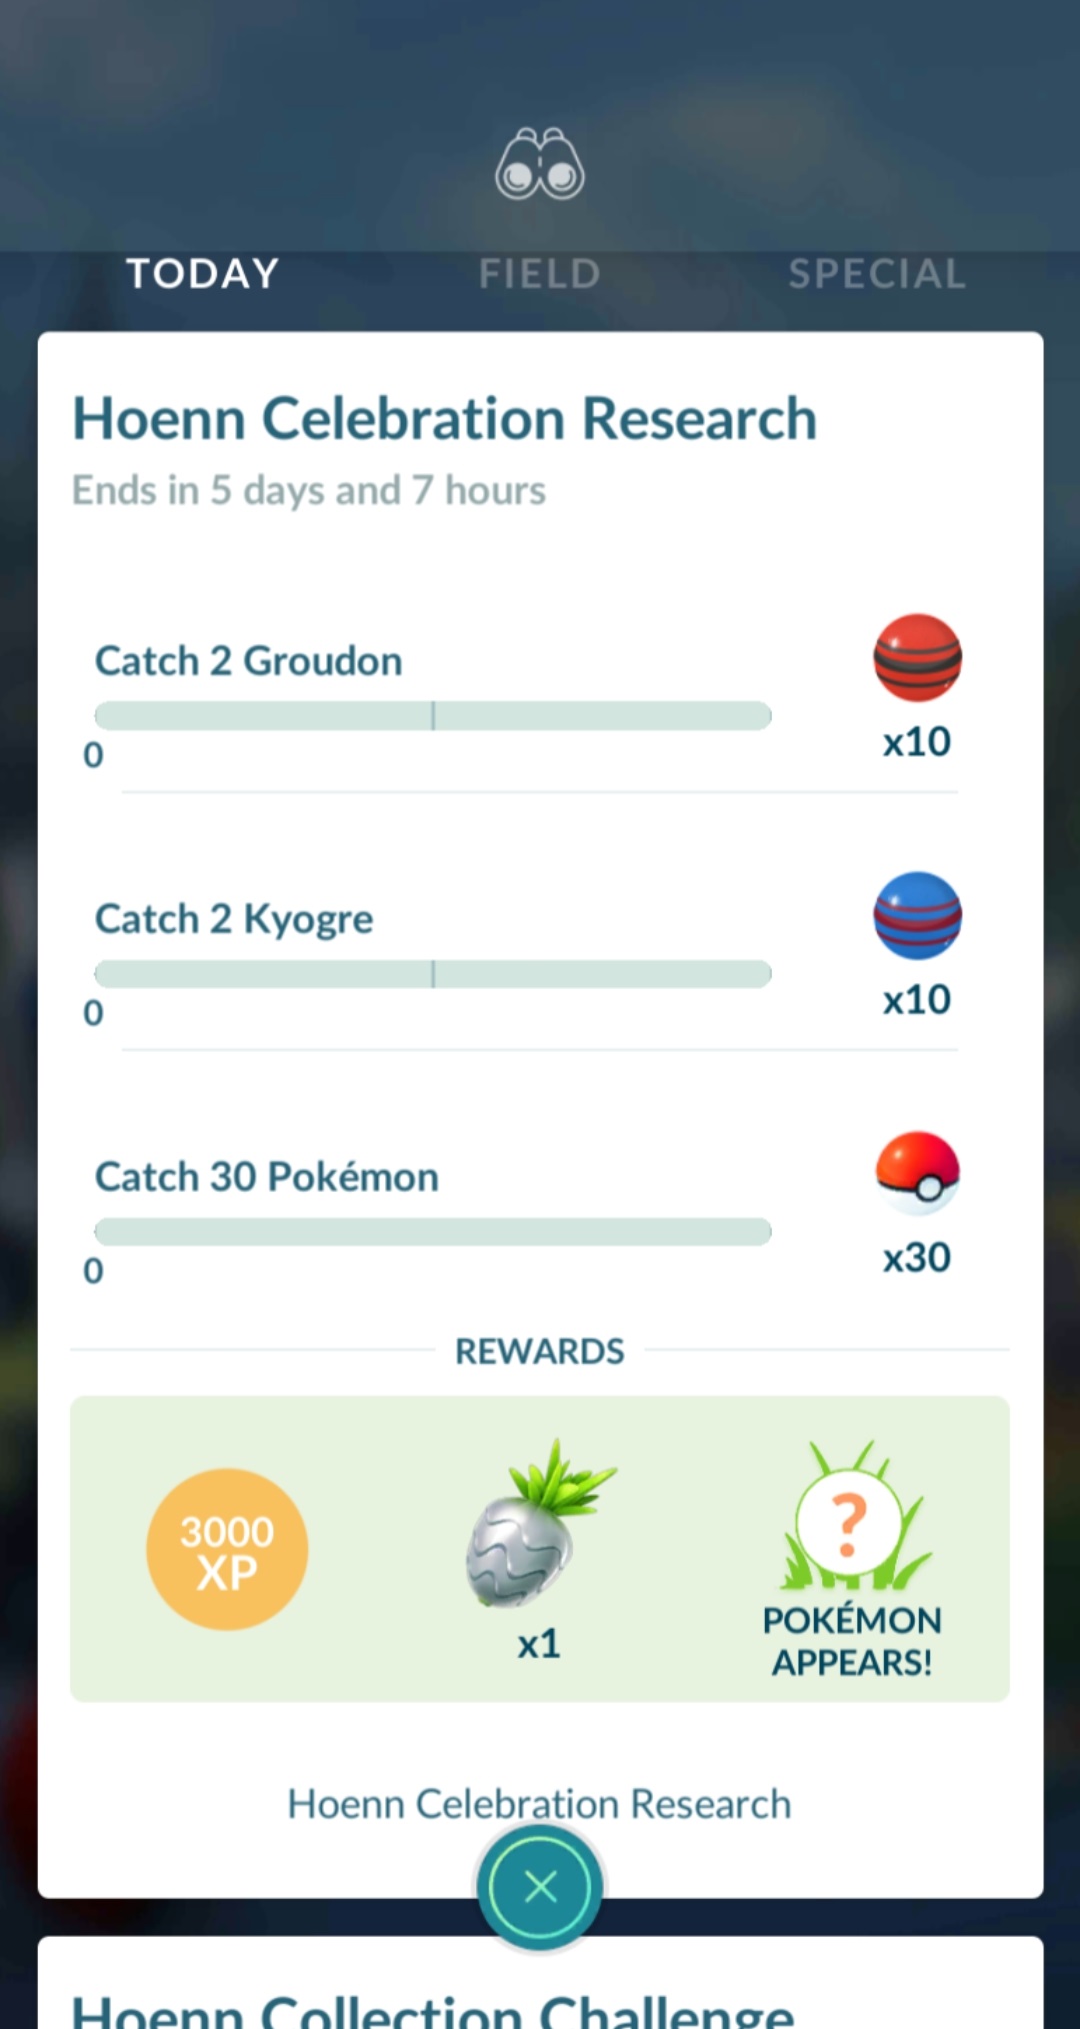 TODAY FIELD SPECIAL
Hoenn Celebration Research
Ends in 5 days and 7 hours
Catch 2 Groudon
x10
0
Catch 2 Kyogre
x10
0
Catch 30 Pokémon
x30
0
REWARDS
3000
XP
x1
?
POKÉMON
APPEARS!
Hoenn Celebration Research
Hoenn Collection Challenge